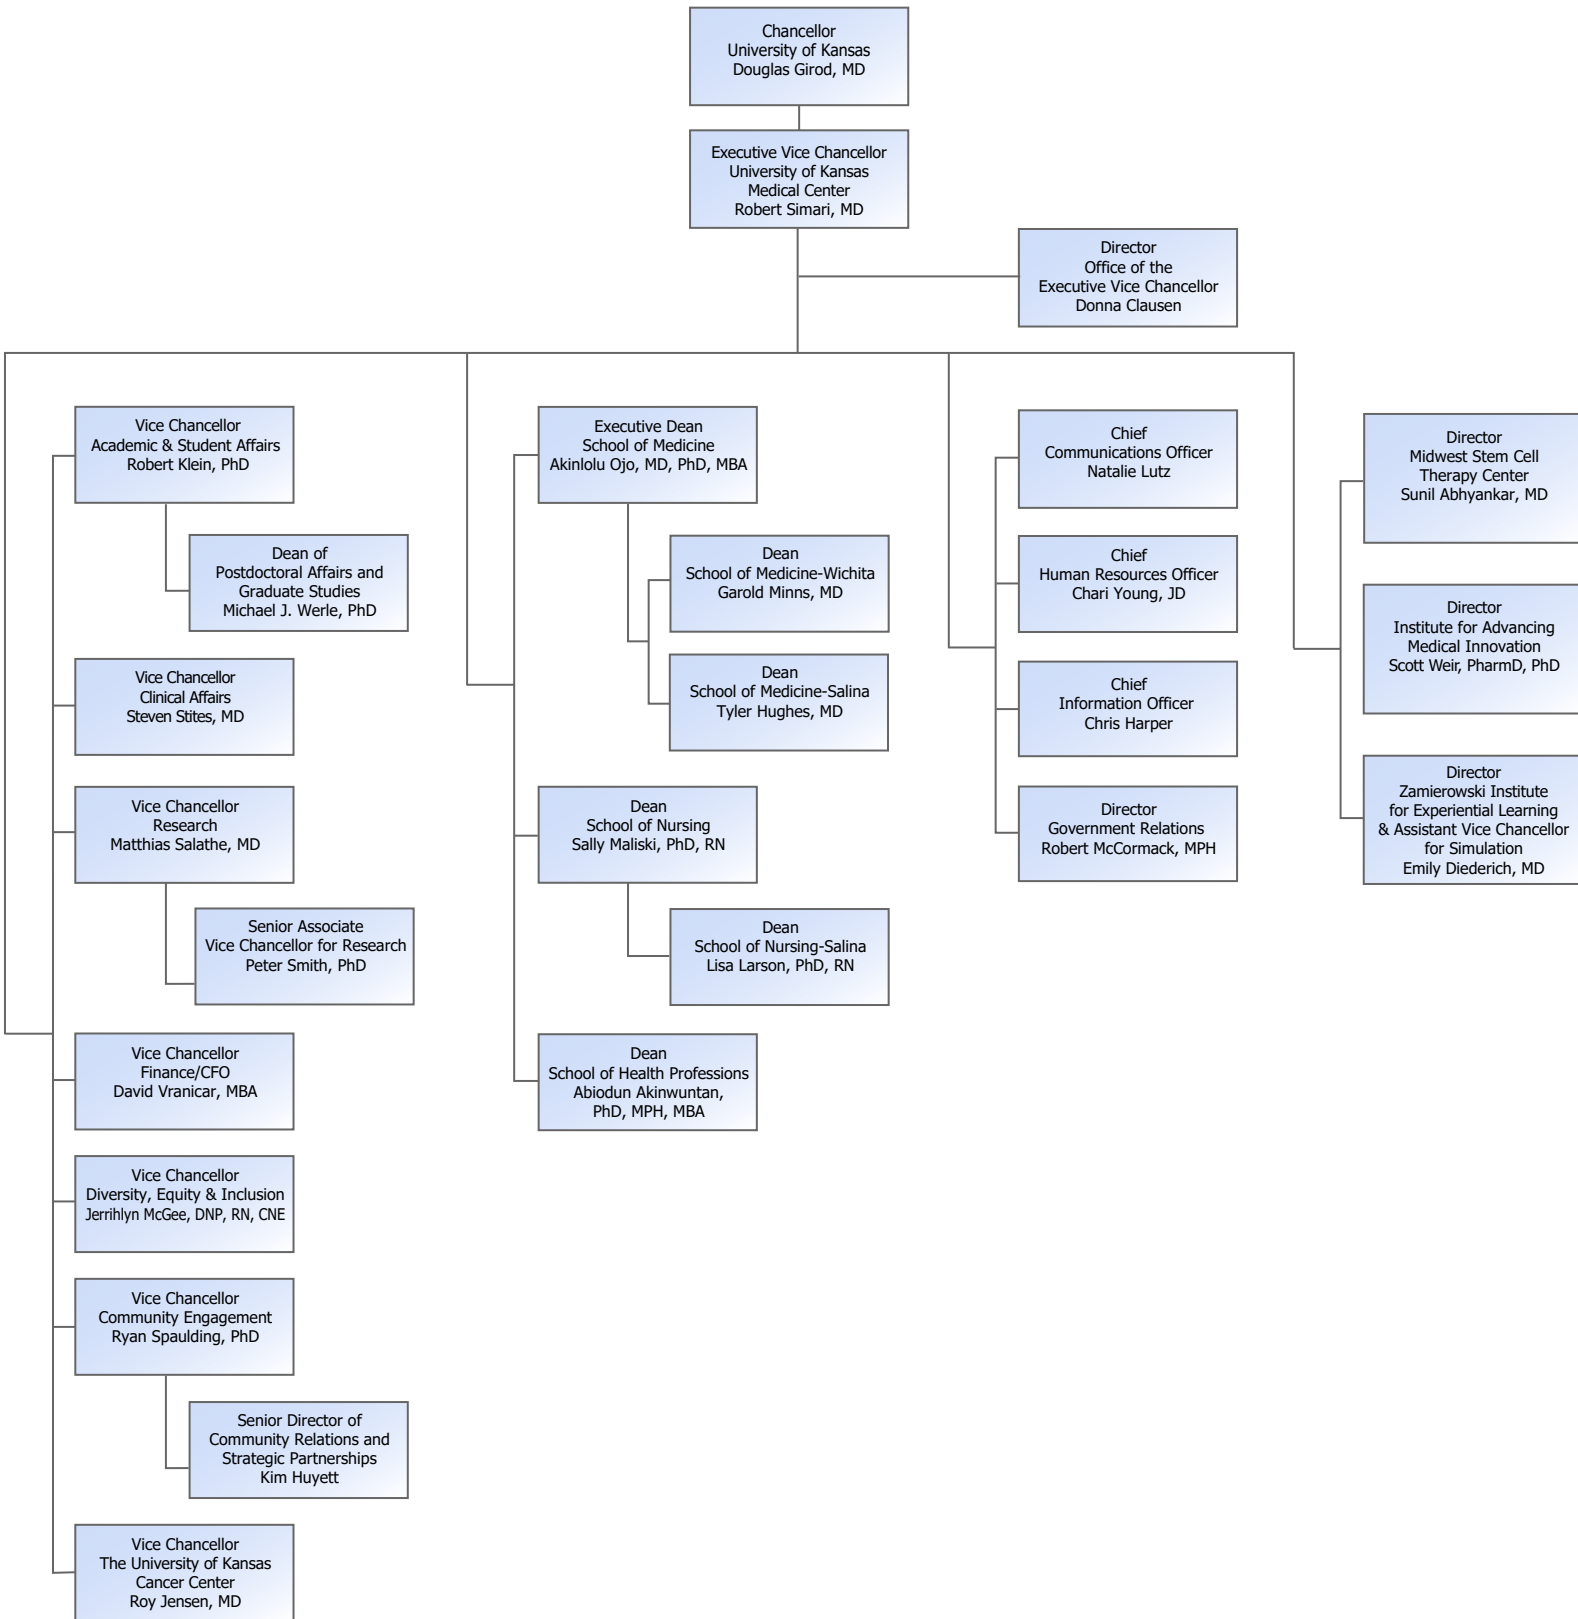 Chancellor
University of Kansas
Douglas Girod, MD
Executive Vice Chancellor
University of Kansas
Medical Center
Robert Simari, MD
Director
Office of the
Executive Vice Chancellor
Donna Clausen
Vice Chancellor
Academic & Student Affairs
Robert Klein, PhD
Dean of
Postdoctoral Affairs and
Graduate Studies
Michael J. Werle, PhD
Vice Chancellor
Clinical Affairs
Steven Stites, MD
Vice Chancellor
Research
Matthias Salathe, MD
Senior Associate
Vice Chancellor for Research
Peter Smith, PhD
Vice Chancellor
Finance/CFO
David Vranicar, MBA
Vice Chancellor
Diversity, Equity & Inclusion
Jerrihlyn McGee, DNP, RN, CNE
Vice Chancellor
Community Engagement
Ryan Spaulding, PhD
Senior Director of
Community Relations and
Strategic Partnerships
Kim Huyett
Vice Chancellor
The University of Kansas
Cancer Center
Roy Jensen, MD
Executive Dean
School of Medicine
Akinlolu Ojo, MD, PhD, MBA
Dean
School of Medicine-Wichita
Garold Minns, MD
Dean
School of Medicine-Salina
Tyler Hughes, MD
Dean
School of Nursing
Sally Maliski, PhD, RN
Dean
School of Nursing-Salina
Lisa Larson, PhD, RN
Dean
School of Health Professions
Abiodun Akinwuntan,
PhD, MPH, MBA
Chief
Communications Officer
Natalie Lutz
Chief
Human Resources Officer
Chari Young, JD
Chief
Information Officer
Chris Harper
Director
Government Relations
Robert McCormack, MPH
Director
Midwest Stem Cell
Therapy Center
Sunil Abhyankar, MD
Director
Institute for Advancing
Medical Innovation
Scott Weir, PharmD, PhD
Director
Zamierowski Institute
for Experiential Learning
& Assistant Vice Chancellor
for Simulation
Emily Diederich, MD